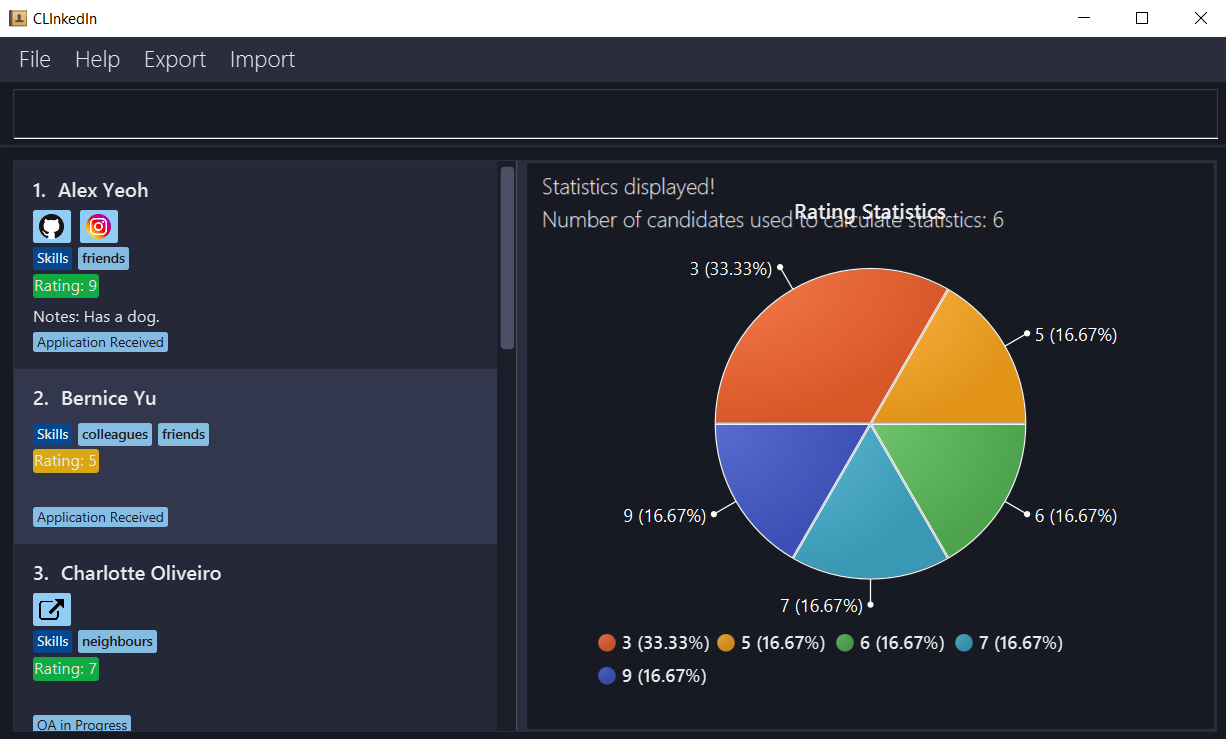 CLInkedIn
File Help Export Import
1. Alex Yeoh
Skills friends
Rating: 9
Notes: Has a dog.
Application Received
2. Bernice Yu
Skills colleagues friends
Rating: 5
Application Received
3. Charlotte Oliveiro
Skills neighbours
Rating: 7
OA in Progress
Statistics displayed!
Number of candidates used to calculate statistics: 6
Rating Statistics
3 (33.33%)
5 (16.67%)
9 (16.67%)
6 (16.67%)
7 (16.67%)
3 (33.33%) 5 (16.67%) 6 (16.67%) 7 (16.67%)
9 (16.67%)